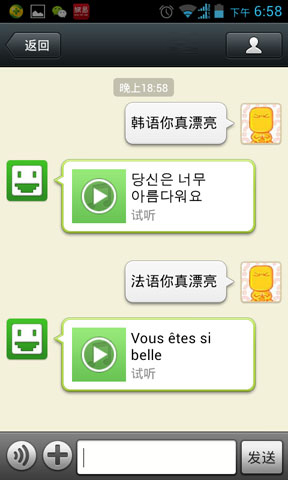 下午 6:58
返回
晚上18:58
韩语你真漂亮
당신은 너무
아름다워요
试听
法语你真漂亮
Vous êtes si
belle
试听
发送